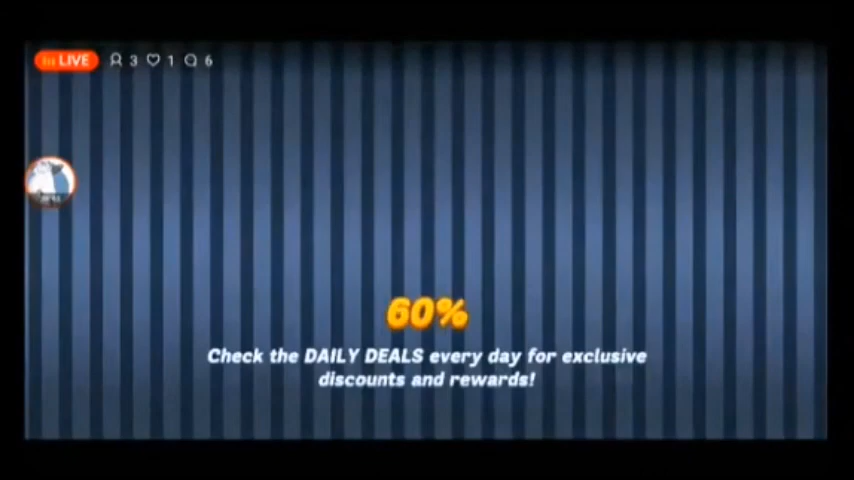 LIVE 3 1 6
60%
Check the DAILY DEALS every day for exclusive
discounts and rewards!